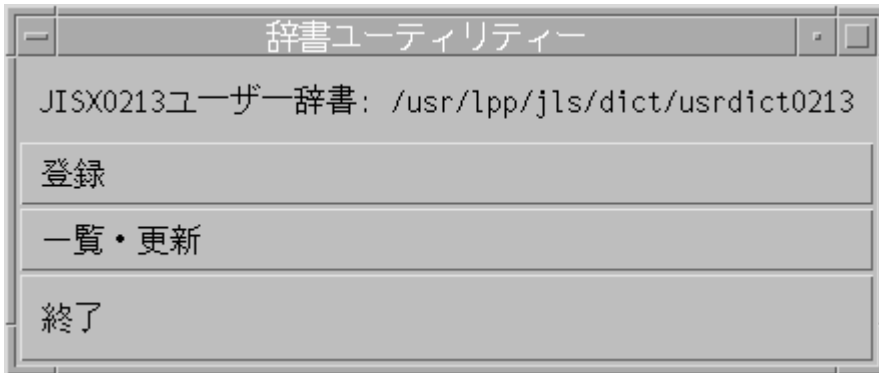 辞書ユーティリティー
JISX0213ユーザー辞書: /usr/lpp/jls/dict/usrdict0213
登録
一覧・更新
終了